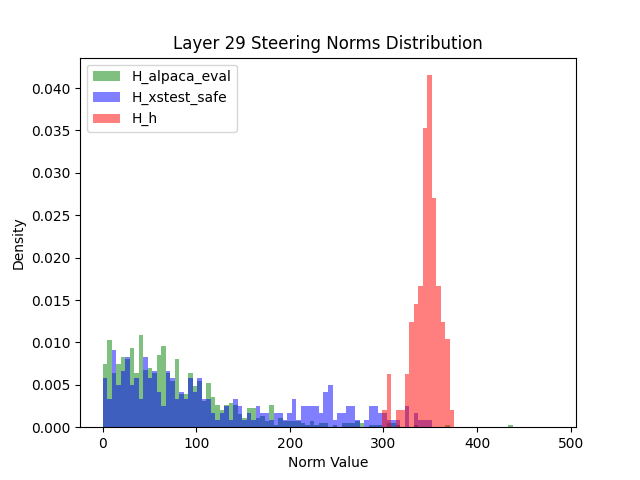 Layer 29 Steering Norms Distribution
H_alpaca_eval
H_xstest_safe
H_h
0.040
0.035
0.030
0.025
0.020
0.015
0.010
0.005
0.000
Density
0 100 200 300 400 500
Norm Value